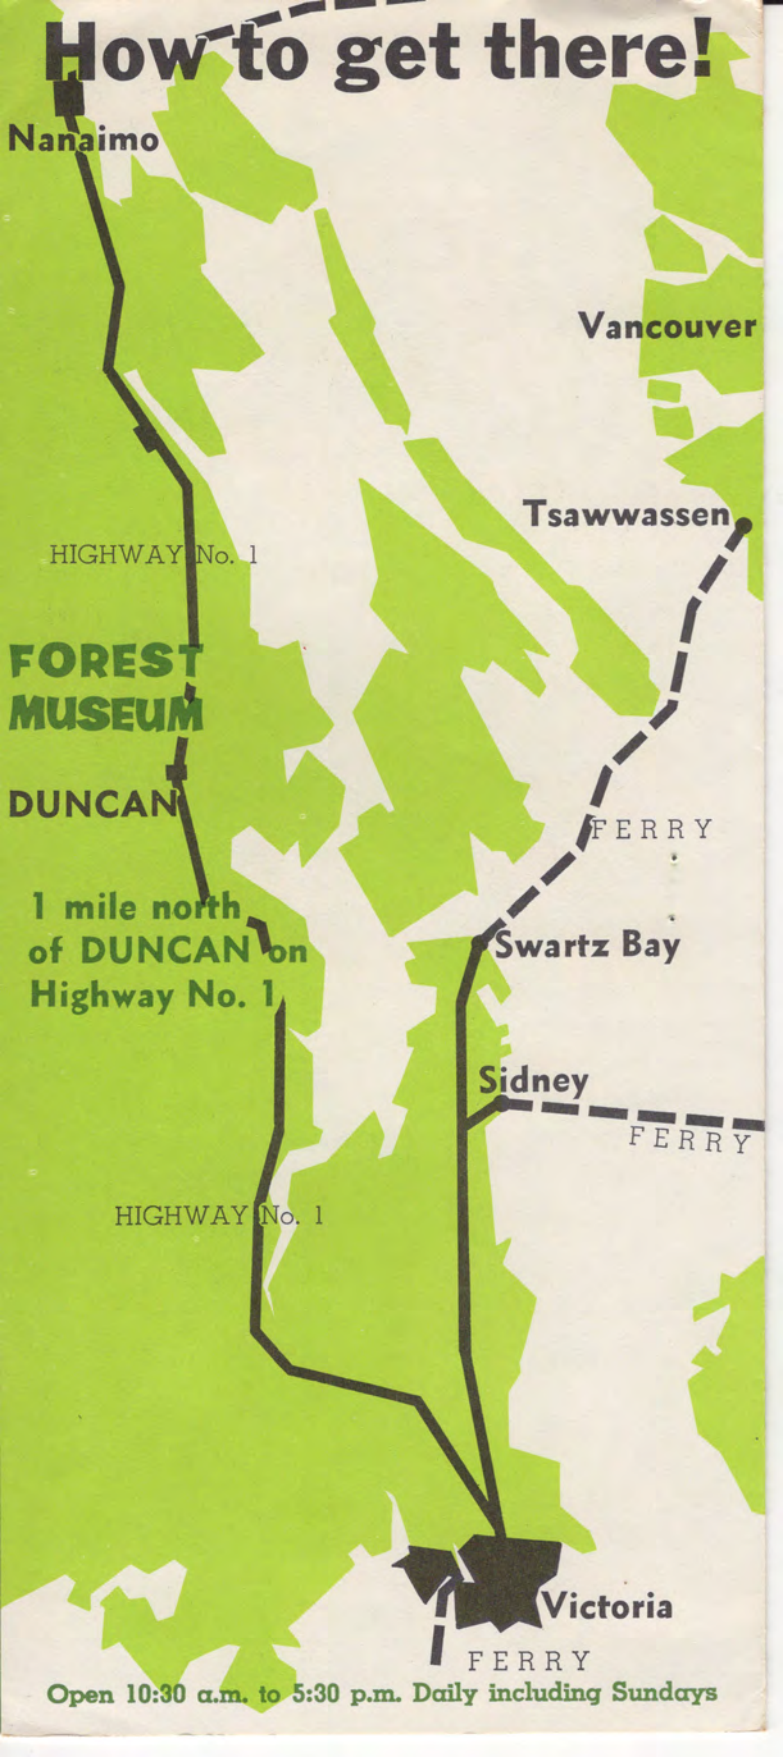 How to get there!
Nanaimo
Vancouver
Tsawwassen
HIGHWAY No. 1
FOREST
MUSEUM
DUNCAN
FERRY
1 mile north
of DUNCAN on
Highway No. 1
Swartz Bay
Sidney
FERRY
HIGHWAY No. 1
Victoria
FERRY
Open 10:30 a.m. to 5:30 p.m. Daily including Sundays